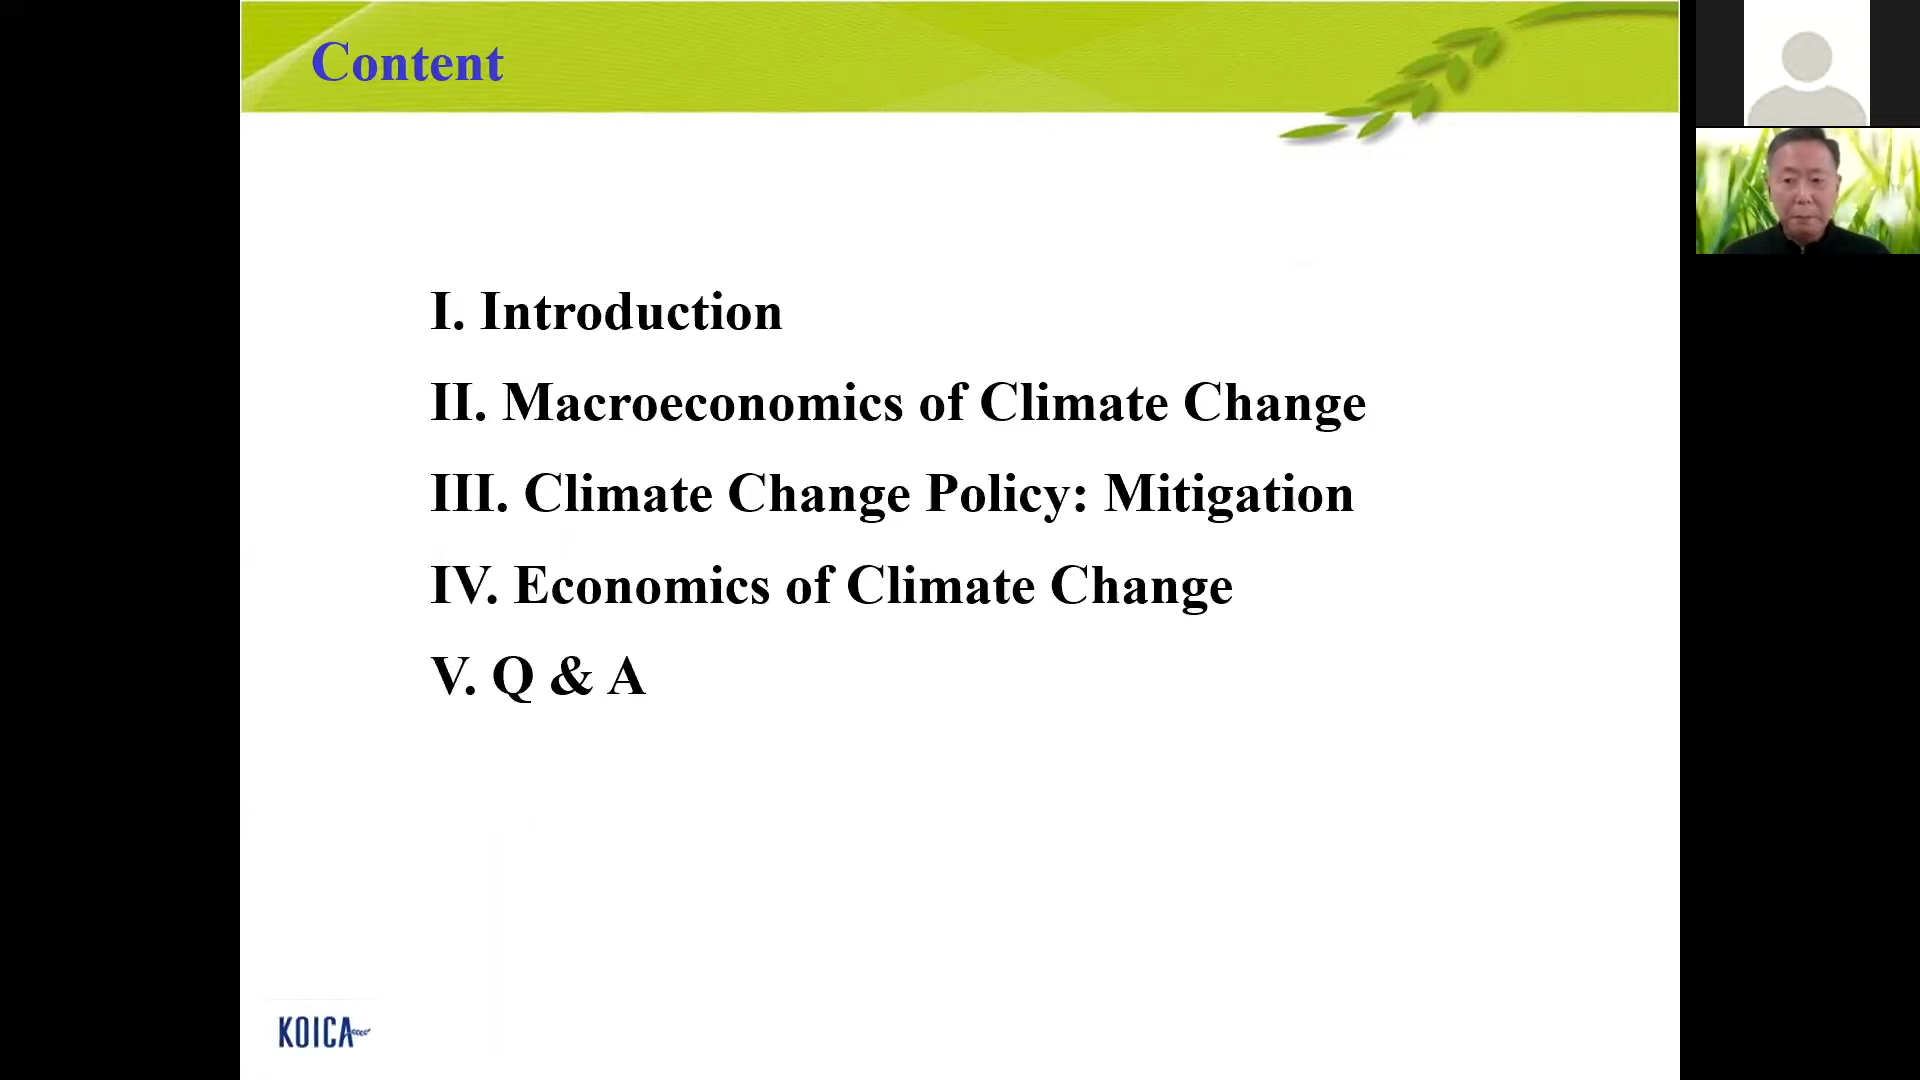 Content
I. Introduction
II. Macroeconomics of Climate Change
III. Climate Change Policy: Mitigation
IV. Economics of Climate Change
V. Q & A
KOICA